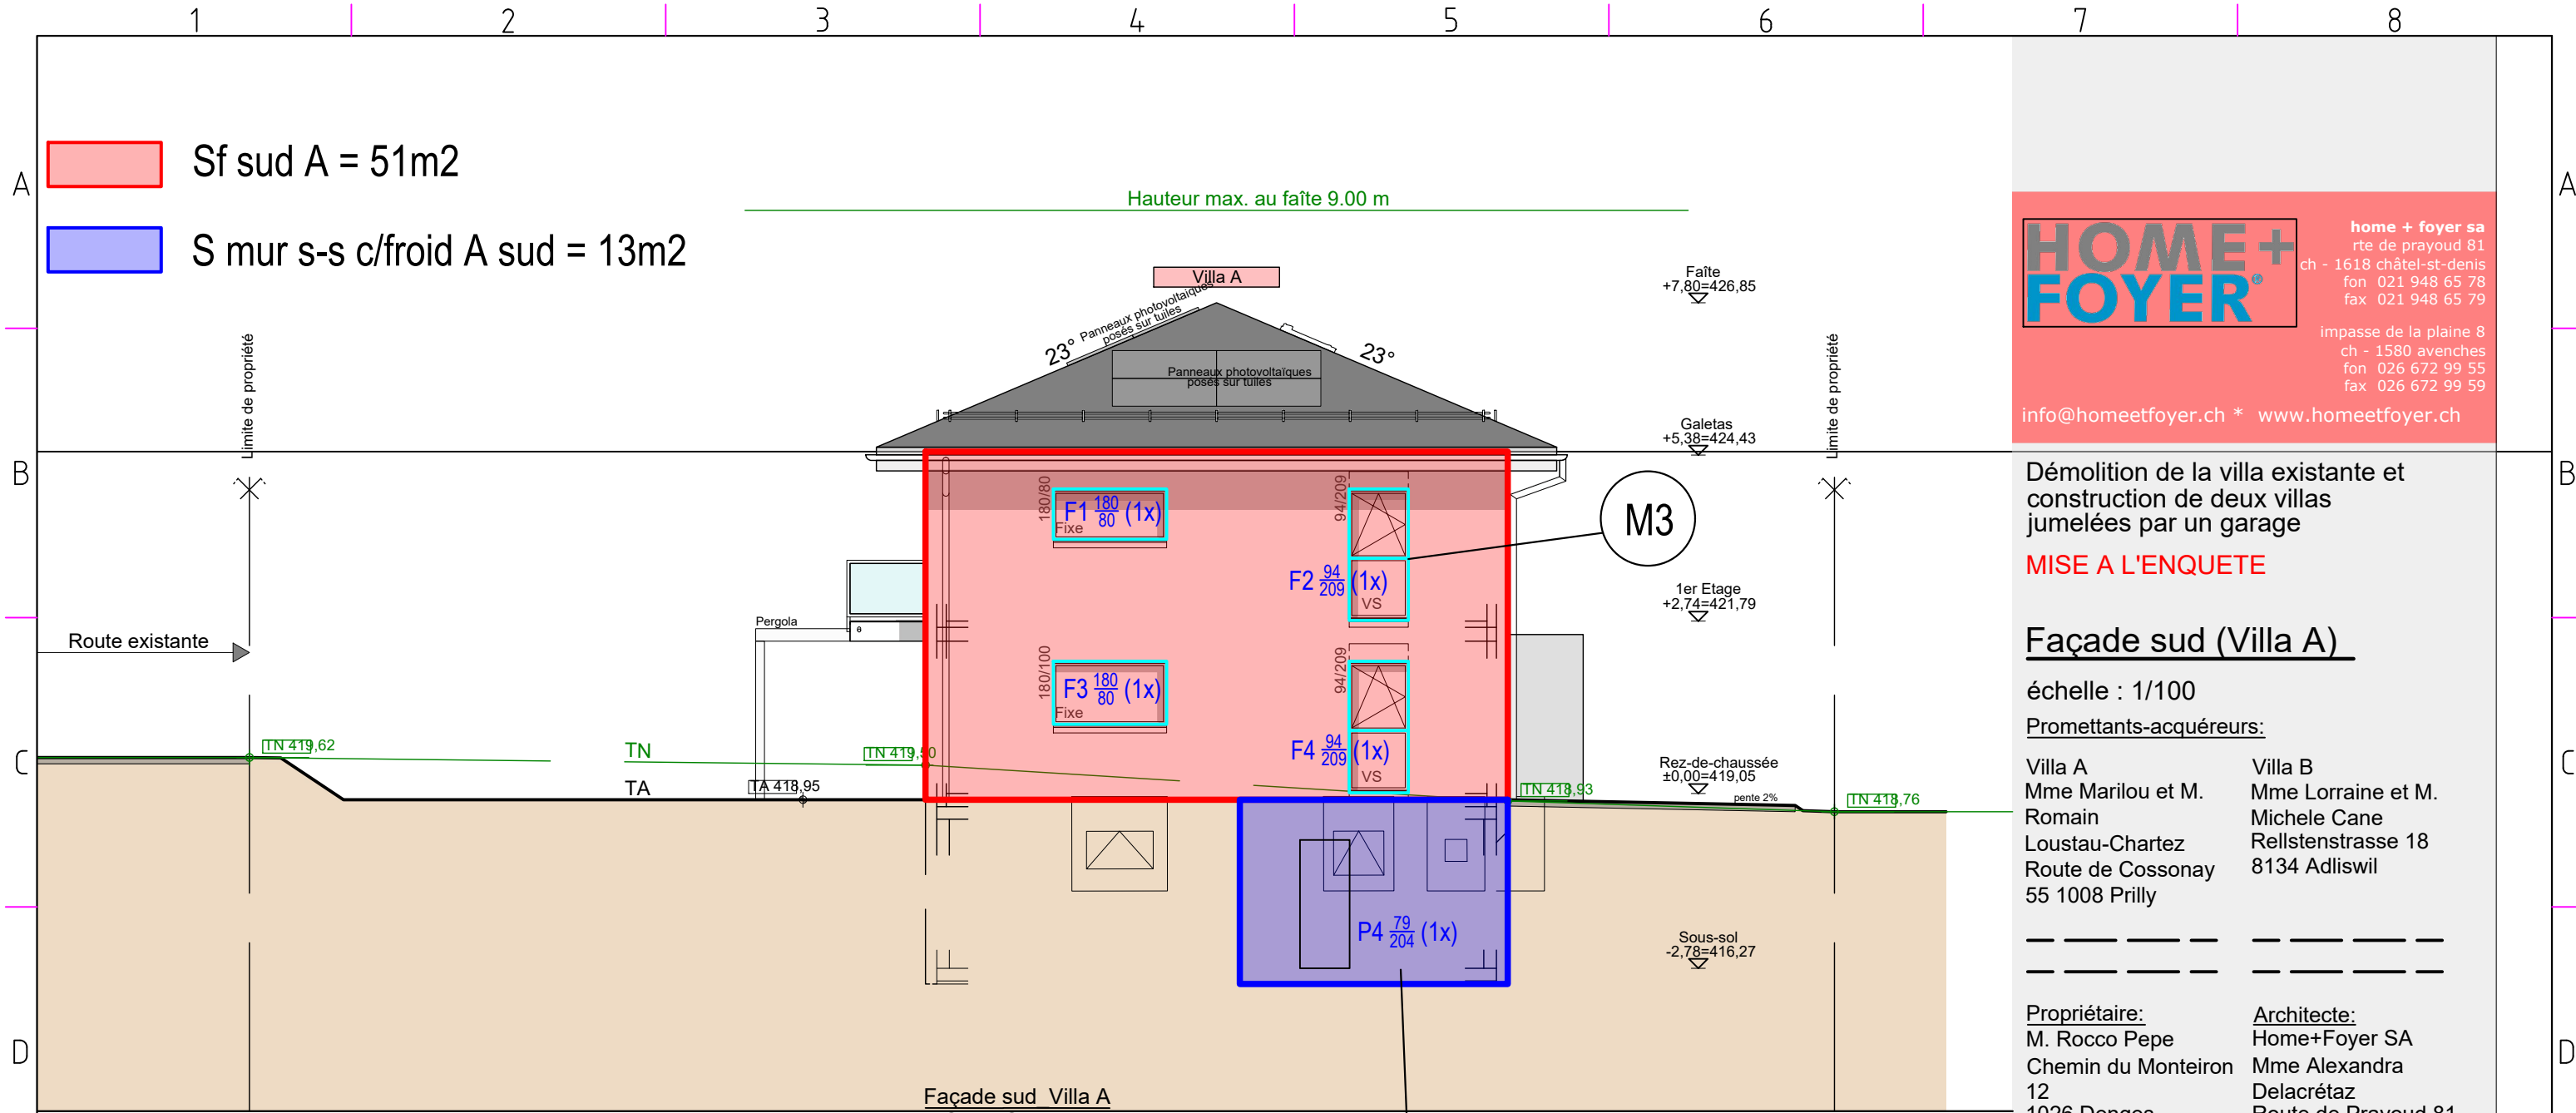 1 2 3 4 5 6 7 8
A A
Sf sud A = 51m2
S mur s-s c/froid A sud = 13m2
Hauteur max. au faîte 9.00 m
Villa A
Panneaux photovoltaïques
posés sur tuiles
23°
23°
Panneaux photovoltaïques
posés sur tuiles
Faîte
+7,80=426,85
Limite de propriété
Limite de propriété
Galetas
+5,38=424,43
B B
180/80
F1 180/80 (1x)
Fixe
94/209
F2 94/209 (1x)
VS
M3
1er Etage
+2,74=421,79
Pergola
Route existante
180/100
F3 180/80 (1x)
Fixe
94/209
F4 94/209 (1x)
VS
C C
TN 419,62
TN
TN 419,50
TA
TA 418,95
Rez-de-chaussée
±0,00=419,05
TN 418,93
pente 2%
TN 418,76
P4 79/204 (1x)
Sous-sol
-2,78=416,27
D D
Façade sud Villa A
HOME+
FOYER®
home + foyer sa
rte de prayoud 81
ch - 1618 châtel-st-denis
fon 021 948 65 78
fax 021 948 65 79
impasse de la plaine 8
ch - 1580 avenches
fon 026 672 99 55
fax 026 672 99 59
info@homeetfoyer.ch * www.homeetfoyer.ch
Démolition de la villa existante et
construction de deux villas
jumelées par un garage
MISE A L'ENQUETE
Façade sud (Villa A)
échelle : 1/100
Promettants-acquéreurs:
Villa A
Mme Marilou et M.
Romain
Loustau-Chartez
Route de Cossonay
55 1008 Prilly
Villa B
Mme Lorraine et M.
Michele Cane
Rellstenstrasse 18
8134 Adliswil
Propriétaire:
M. Rocco Pepe
Chemin du Monteiron
12
1026 Denges
Architecte:
Home+Foyer SA
Mme Alexandra
Delacrétaz
Route de Prayoud 81